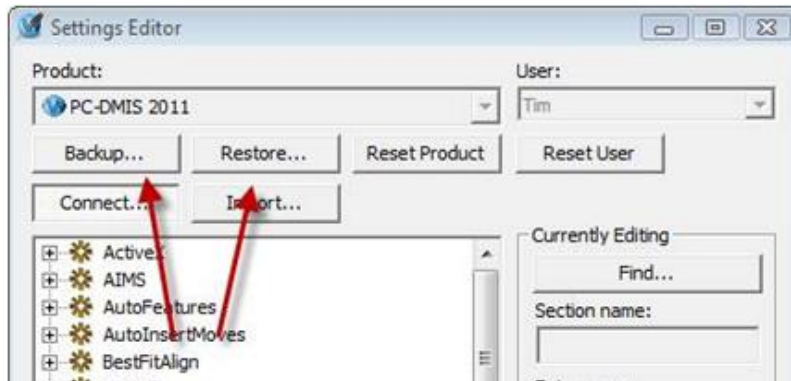 Settings Editor
Product:
User:
PC-DMIS 2011
Tim
Backup...
Restore...
Reset Product
Reset User
Connect...
Import...
ActiveX
AIMS
AutoFeatures
AutoInsertMoves
BestFitAlign
Currently Editing
Find...
Section name: